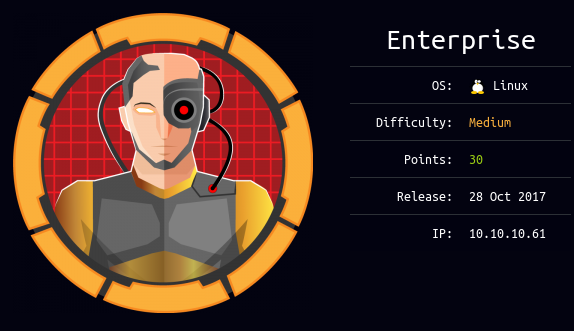 Enterprise
OS: Linux
Difficulty: Medium
Points: 30
Release: 28 Oct 2017
IP: 10.10.10.61